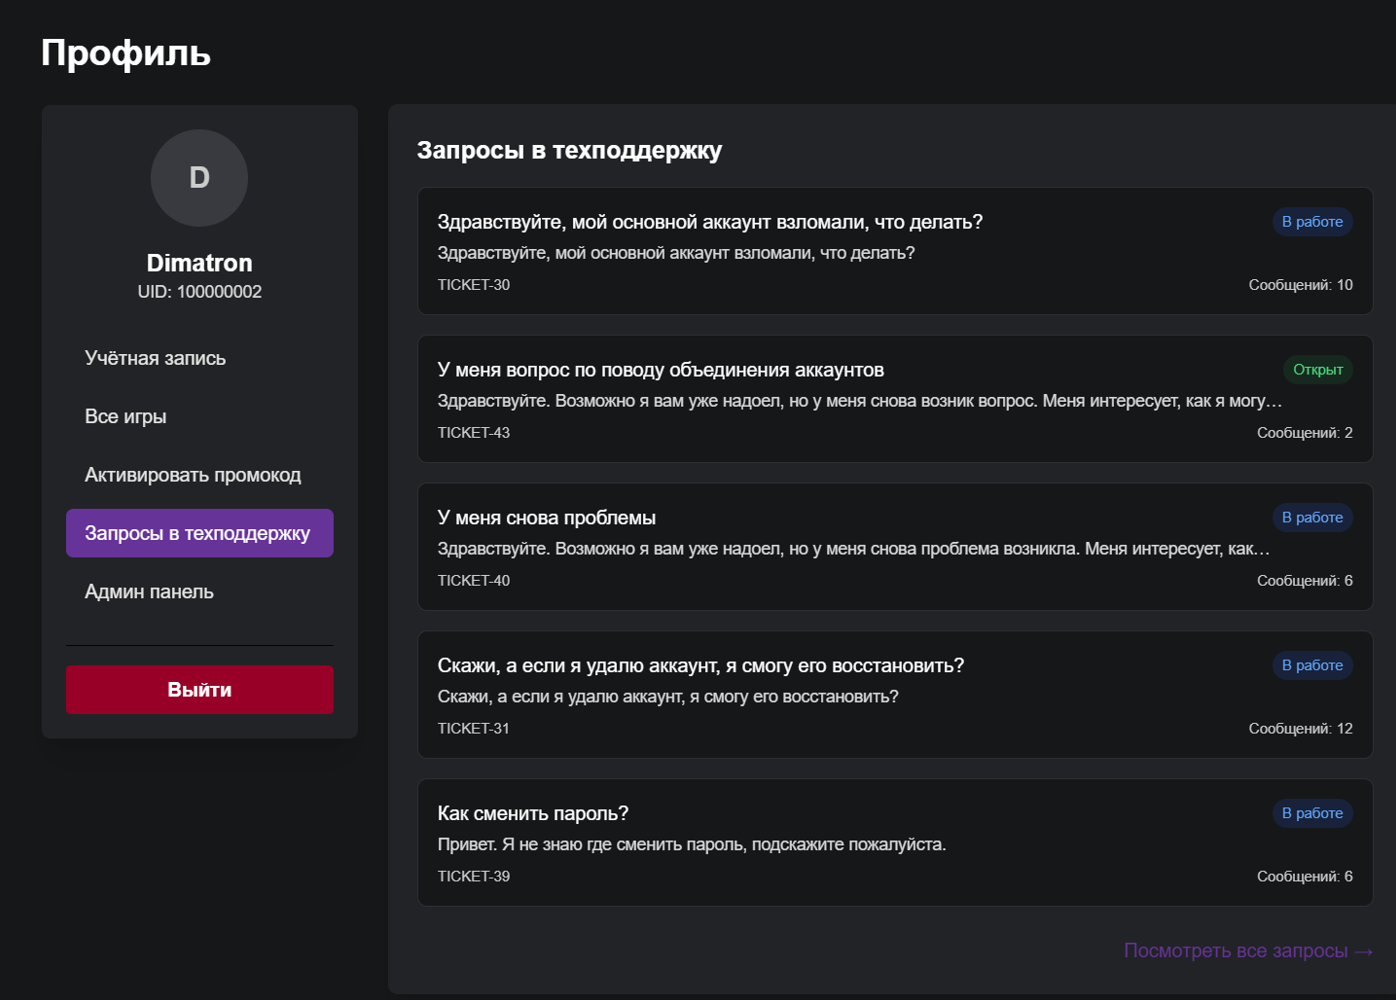 Профиль
D
Dimatron
UID: 100000002
Учётная запись
Все игры
Активировать промокод
Запросы в техподдержку
Админ панель
Выйти
Запросы в техподдержку
Здравствуйте, мой основной аккаунт взломали, что делать?
В работе
Здравствуйте, мой основной аккаунт взломали, что делать?
TICKET-30
Сообщений: 10
У меня вопрос по поводу объединения аккаунтов
Открыт
Здравствуйте. Возможно я вам уже надоел, но у меня снова возник вопрос. Меня интересует, как я могу…
TICKET-43
Сообщений: 2
У меня снова проблемы
В работе
Здравствуйте. Возможно я вам уже надоел, но у меня снова проблема возникла. Меня интересует, как…
TICKET-40
Сообщений: 6
Скажи, а если я удалю аккаунт, я смогу его восстановить?
В работе
Скажи, а если я удалю аккаунт, я смогу его восстановить?
TICKET-31
Сообщений: 12
Как сменить пароль?
В работе
Привет. Я не знаю где сменить пароль, подскажите пожалуйста.
TICKET-39
Сообщений: 6
Посмотреть все запросы →